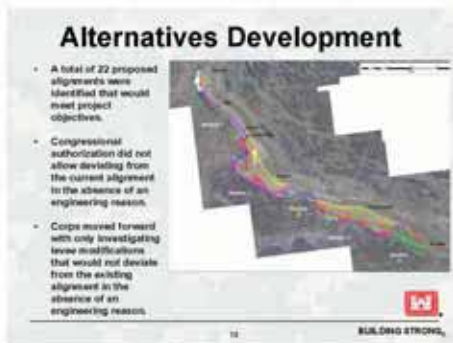 Alternatives Development
• A total of 22 proposed
alignments were
identified that would
meet project
objectives.
• Congressional
authorization did not
allow deviating from
the current alignment
in the absence of an
engineering reason.
• Corps moved forward
with only investigating
levee modifications
that would not deviate
from the existing
alignment in the
absence of an
engineering reason.
BUILDING STRONG®